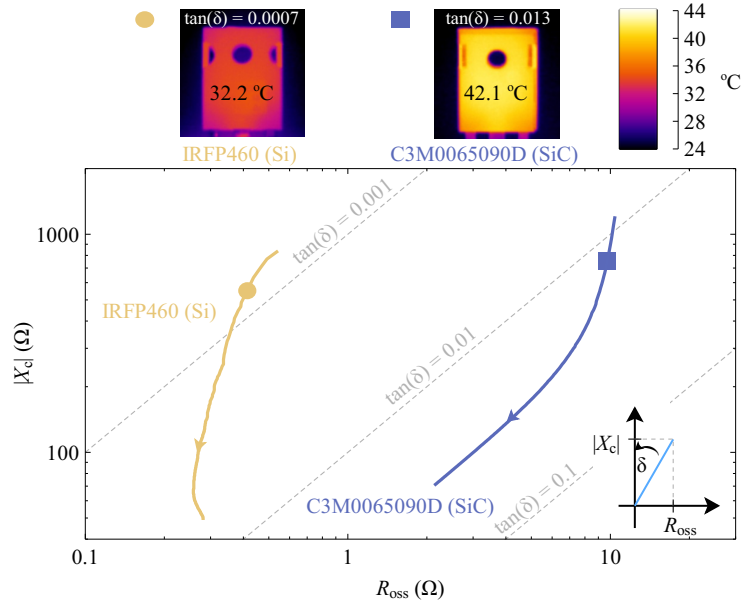 tan(δ) = 0.0007
tan(δ) = 0.013
32.2 ºC
42.1 ºC
IRFP460 (Si)
C3M0065090D (SiC)
44
40
36
32
28
24
ºC
tan(δ) = 0.001
tan(δ) = 0.01
tan(δ) = 0.1
IRFP460 (Si)
C3M0065090D (SiC)
1000
100
|Xc| (Ω)
0.1
1
10
Ross (Ω)
|Xc|
δ
Ross